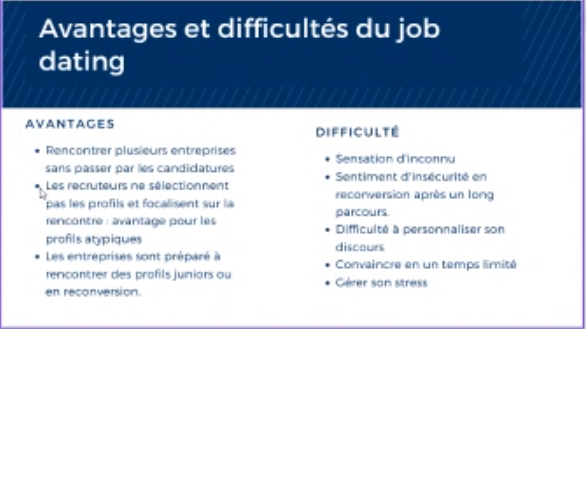 Avantages et difficultés du job
dating
AVANTAGES
• Rencontrer plusieurs entreprises
sans passer par les candidatures
• Les recruteurs ne sélectionnent
pas les profils et focalisent sur la
rencontre : avantage pour les
profils atypiques
• Les entreprises sont préparé à
rencontrer des profils juniors ou
en reconversion.
DIFFICULTÉ
• Sensation d'inconnu
• Sentiment d'insécurité en
reconversion après un long
parcours.
• Difficulté à personnaliser son
discours
• Convaincre en un temps limité
• Gérer son stress